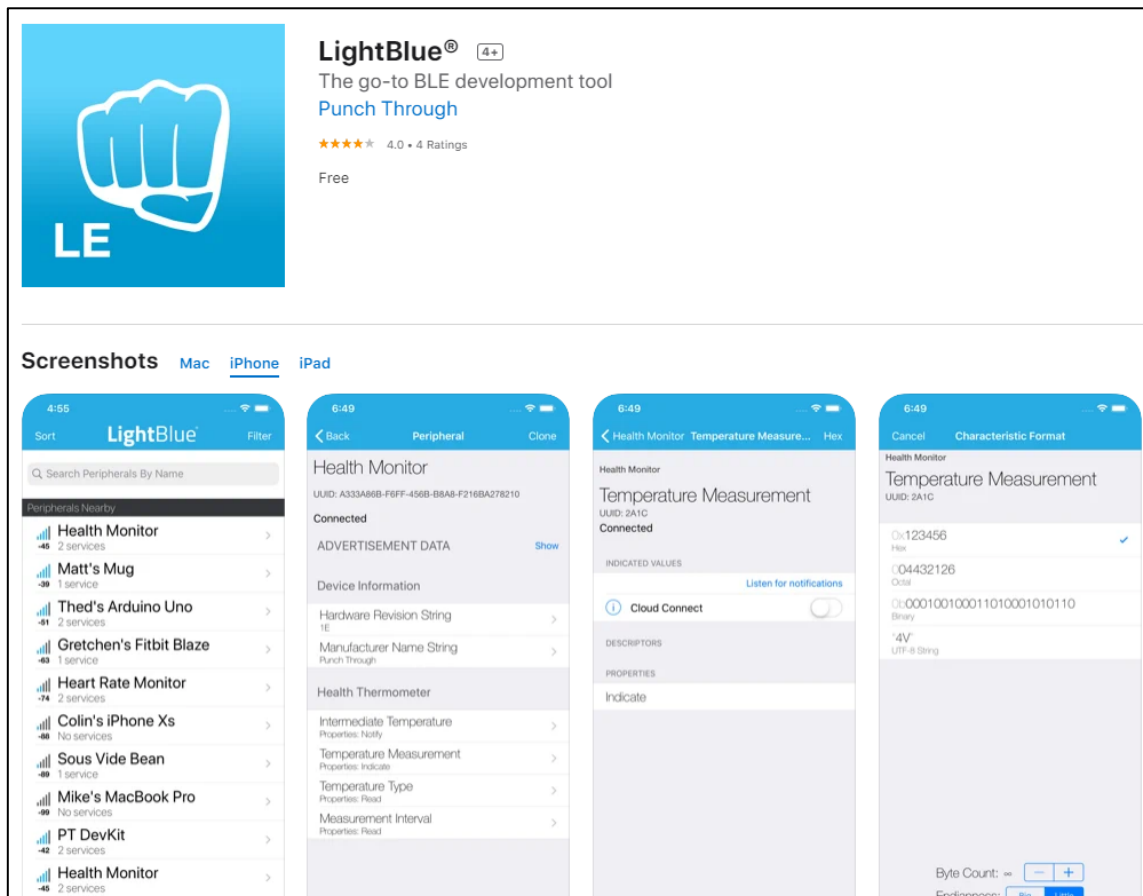 LE
LightBlue® 4+
The go-to BLE development tool
Punch Through
4.0 • 4 Ratings
Free
Screenshots Mac iPhone iPad
4:55
Sort LightBlue Filter
Search Peripherals By Name
Peripherals Nearby
Health Monitor
-45 2 services
Matt's Mug
-39 1 service
Thed's Arduino Uno
-51 2 services
Gretchen's Fitbit Blaze
-63 1 service
Heart Rate Monitor
-74 2 services
Colin's iPhone Xs
No services
Sous Vide Bean
-89 1 service
Mike's MacBook Pro
-99 No services
PT DevKit
-42 2 services
Health Monitor
-45 2 services
6:49
Back Peripheral Clone
Health Monitor
UUID: A333A86B-F6FF-456B-B8A8-F216BA278210
Connected
ADVERTISEMENT DATA Show
Device Information
Hardware Revision String
1E
Manufacturer Name String
Punch Through
Health Thermometer
Intermediate Temperature
Properties: Notify
Temperature Measurement
Properties: Indicate
Temperature Type
Properties: Read
Measurement Interval
Properties: Read
6:49
Health Monitor Temperature Measure... Hex
Health Monitor
Temperature Measurement
UUID: 2A1C
Connected
INDICATED VALUES
Listen for notifications
Cloud Connect
DESCRIPTORS
PROPERTIES
Indicate
6:49
Cancel Characteristic Format
Health Monitor
Temperature Measurement
UUID: 2A1C
0x123456
Hex
004432126
Octal
0b000100100011010001010110
Binary
"4V"
UTF-8 String
Byte Count: ∞ − +
Endianness: Big Little